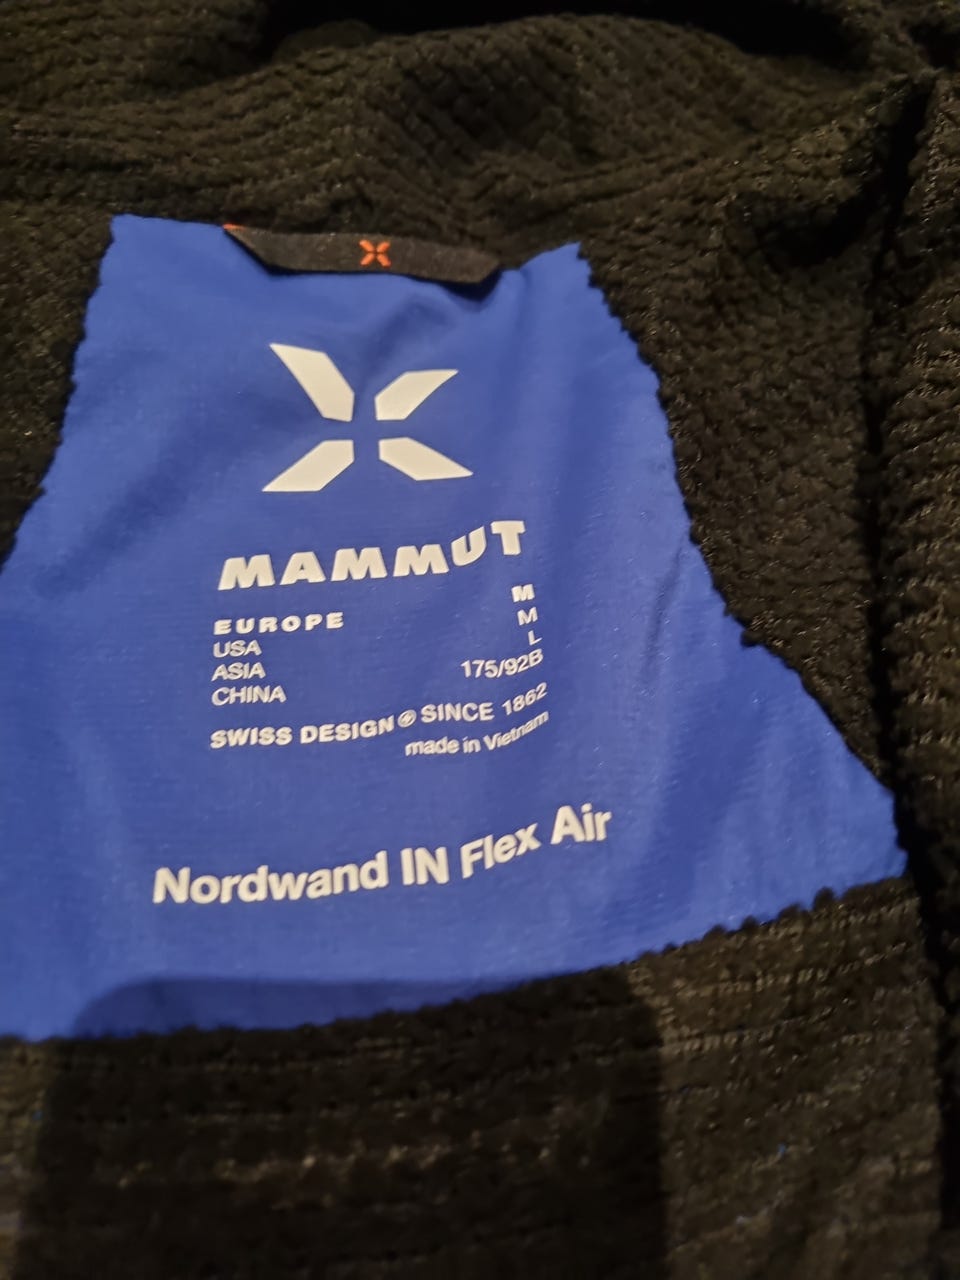 MAMMUT
EUROPE M
USA M
ASIA L
CHINA 175/92B
SWISS DESIGN SINCE 1862
made in Vietnam
Nordwand IN Flex Air